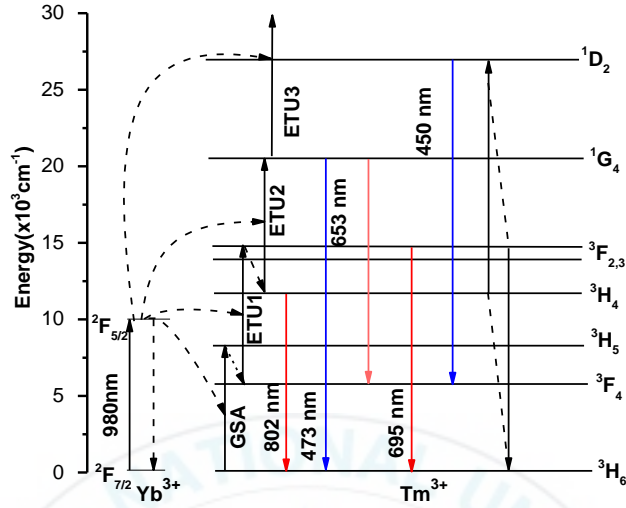 30
25
20
15
10
5
0
Energy(x10³cm⁻¹)
²F₅/₂
²F₇/₂
980nm
Yb³⁺
GSA
ETU1
ETU2
ETU3
802 nm
473 nm
653 nm
695 nm
450 nm
Tm³⁺
¹D₂
¹G₄
³F₂,₃
³H₄
³H₅
³F₄
³H₆
NATIONAL U